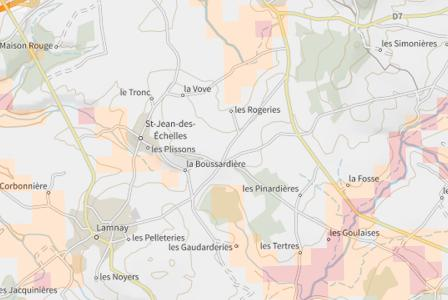 D7
Maison Rouge
les Simonières
le Tronc
la Vove
les Rogeries
St-Jean-des-
Échelles
les Plissons
la Boussardière
la Fosse
Corbonnière
les Pinardières
Lamnay
les Pelleteries
les Goulaises
les Gaudarderies
les Tertres
les Noyers
es Jacquinières